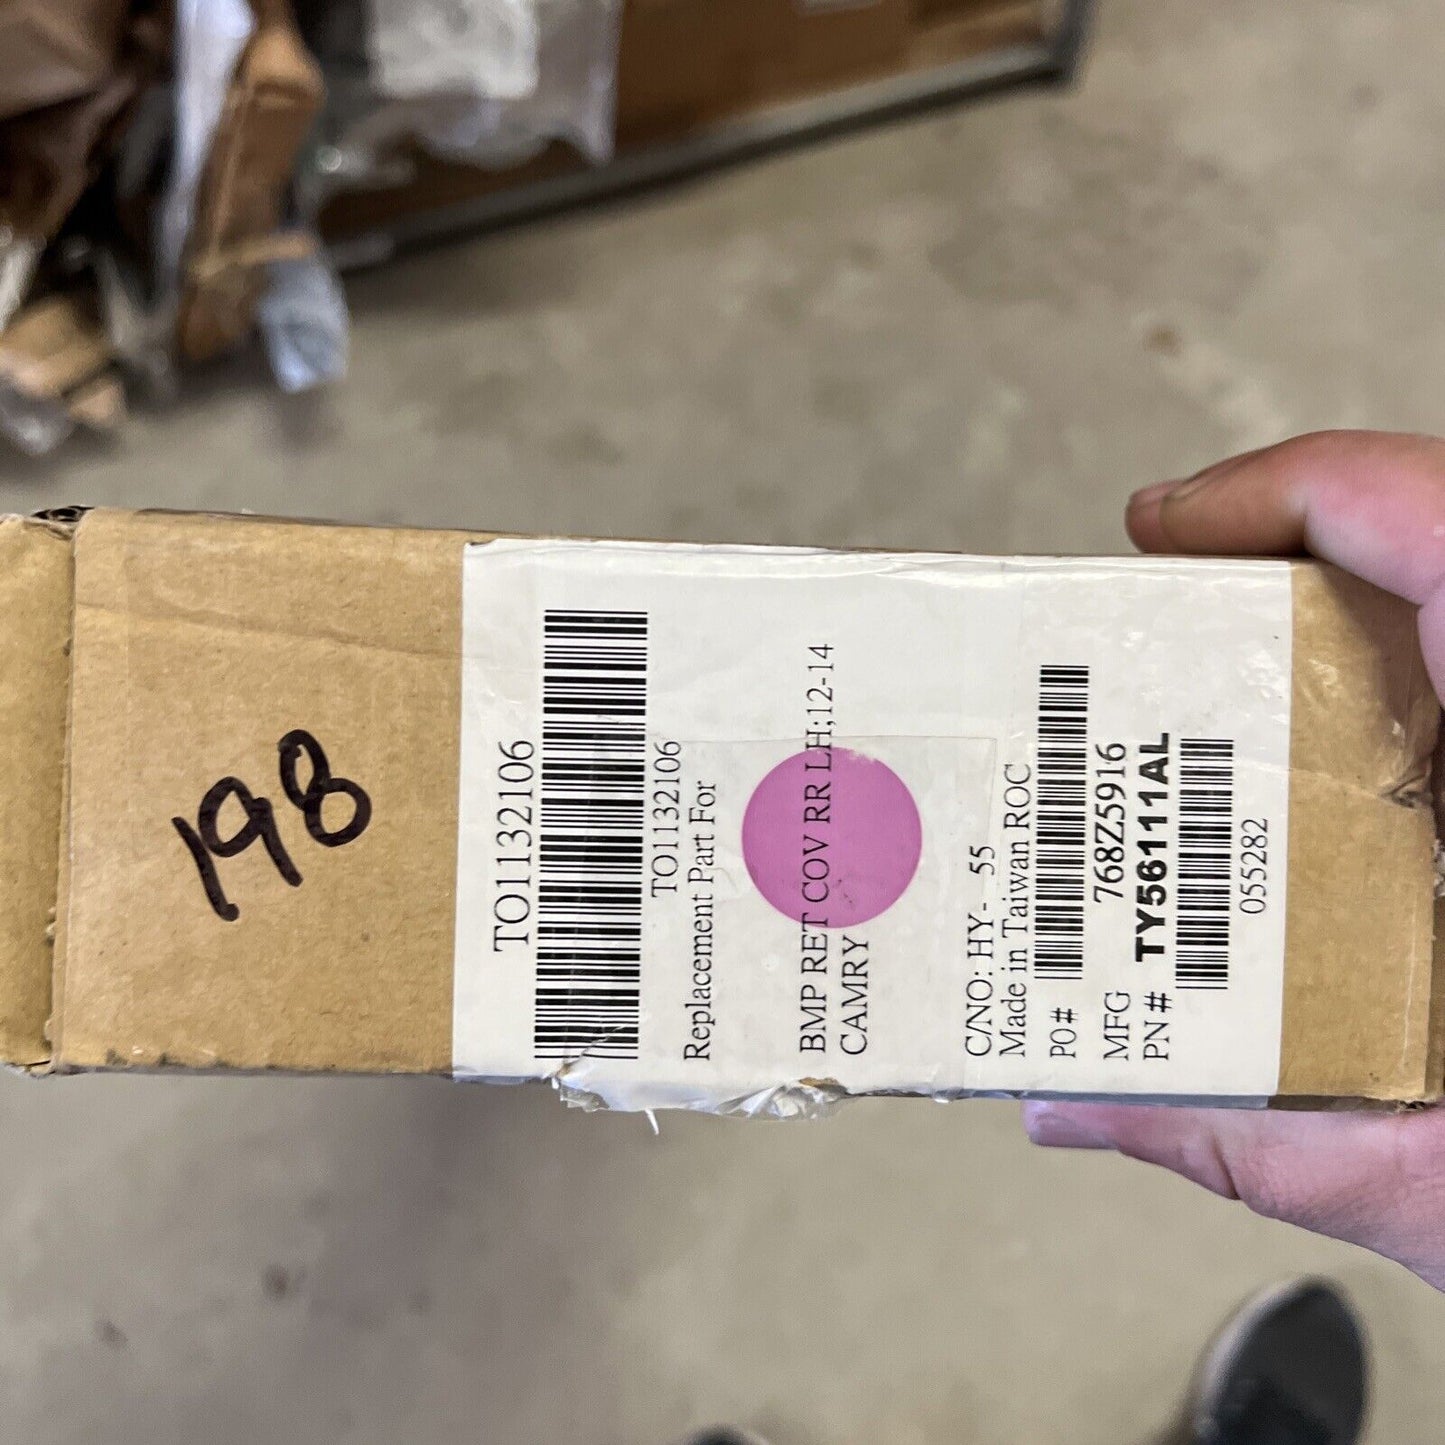 198
TO1132106
TO1132106
Replacement Part For
BMP RET COV RR LH;12-14
CAMRY
C/NO: HY- 55
Made in Taiwan ROC
PO#
768Z5916
MFG
PN# TY56111AL
055282